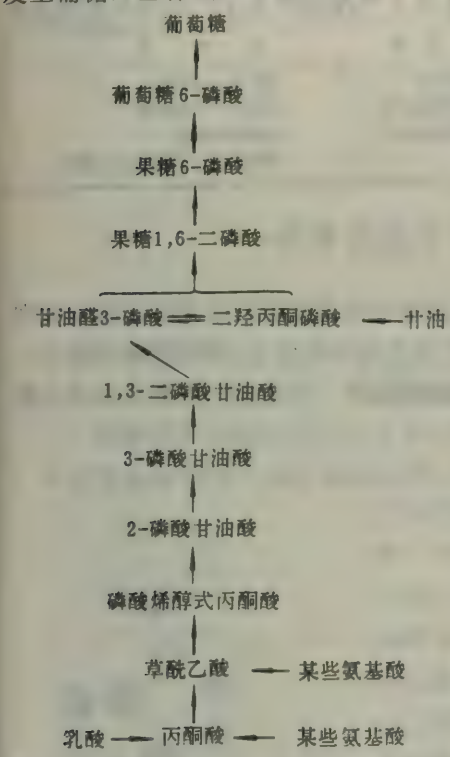 葡萄糖
葡萄糖6-磷酸
果糖6-磷酸
果糖1,6-二磷酸
甘油醛3-磷酸 二羟丙酮磷酸 甘油
1,3-二磷酸甘油酸
3-磷酸甘油酸
2-磷酸甘油酸
磷酸烯醇式丙酮酸
草酰乙酸 某些氨基酸
乳酸 丙酮酸 某些氨基酸